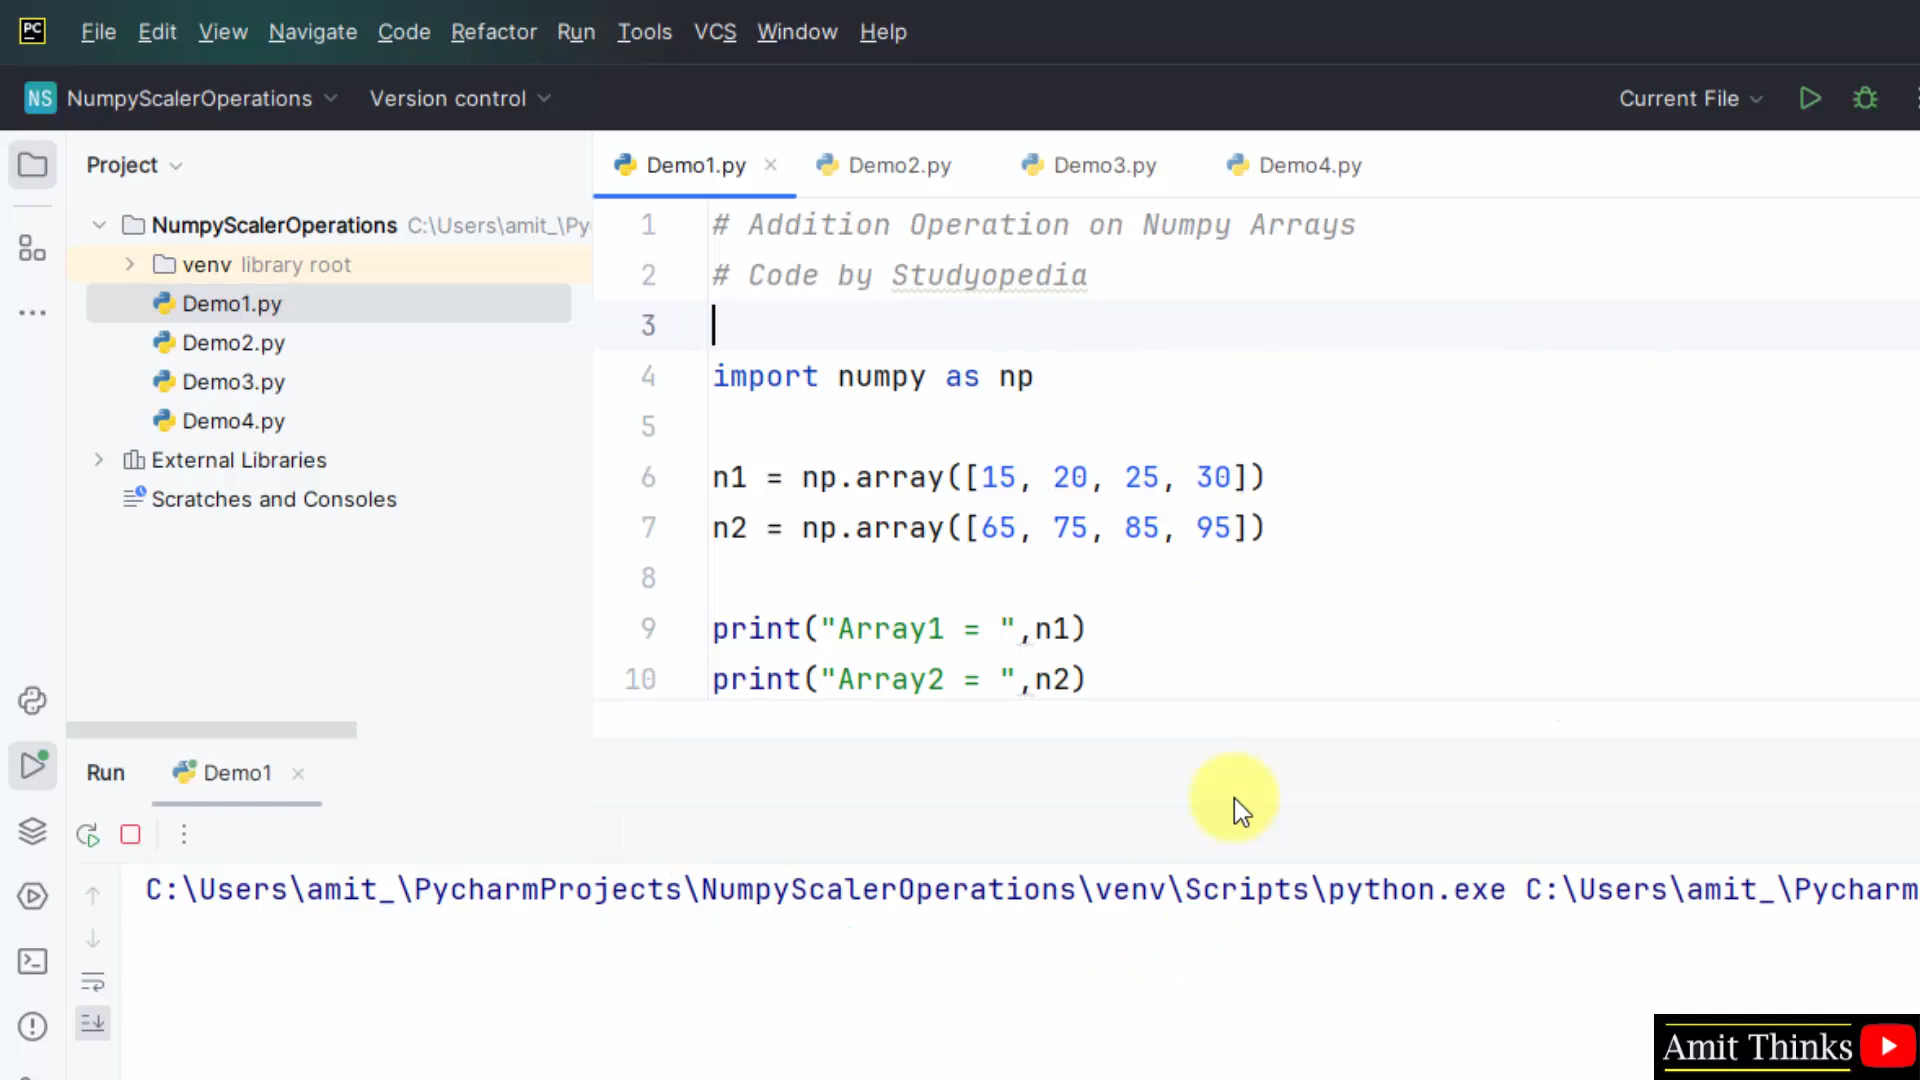 PC File Edit View Navigate Code Refactor Run Tools VCS Window Help
NS NumpyScalerOperations Version control Current File
Project
NumpyScalerOperations C:\Users\amit_\Py
venv library root
Demo1.py
Demo2.py
Demo3.py
Demo4.py
External Libraries
Scratches and Consoles
Demo1.py Demo2.py Demo3.py Demo4.py
1 # Addition Operation on Numpy Arrays
2 # Code by Studyopedia
3
4 import numpy as np
5
6 n1 = np.array([15, 20, 25, 30])
7 n2 = np.array([65, 75, 85, 95])
8
9 print("Array1 = ",n1)
10 print("Array2 = ",n2)
Run Demo1
C:\Users\amit_\PycharmProjects\NumpyScalerOperations\venv\Scripts\python.exe C:\Users\amit_\Pycharm
Amit Thinks